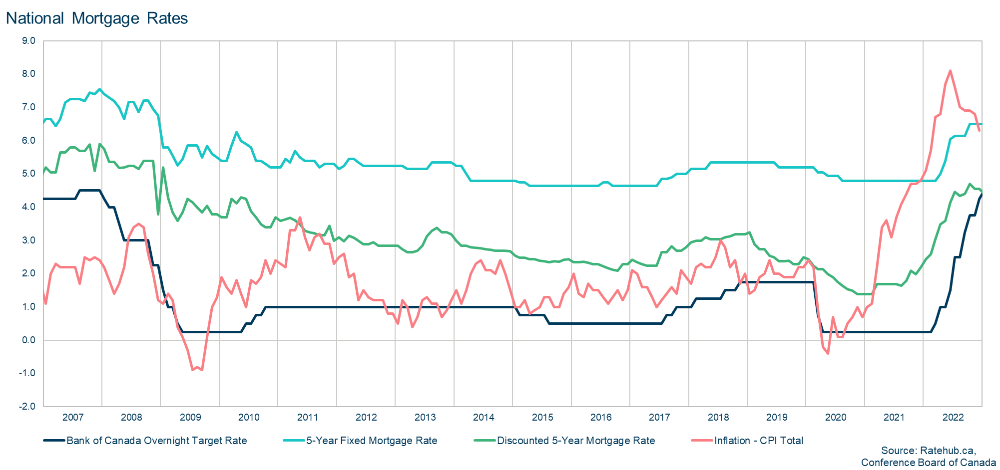 National Mortgage Rates
9.0
8.0
7.0
6.0
5.0
4.0
3.0
2.0
1.0
0.0
-1.0
-2.0
2007 2008 2009 2010 2011 2012 2013 2014 2015 2016 2017 2018 2019 2020 2021 2022
Bank of Canada Overnight Target Rate 5-Year Fixed Mortgage Rate Discounted 5-Year Mortgage Rate Inflation - CPI Total
Source: Ratehub.ca,
Conference Board of Canada